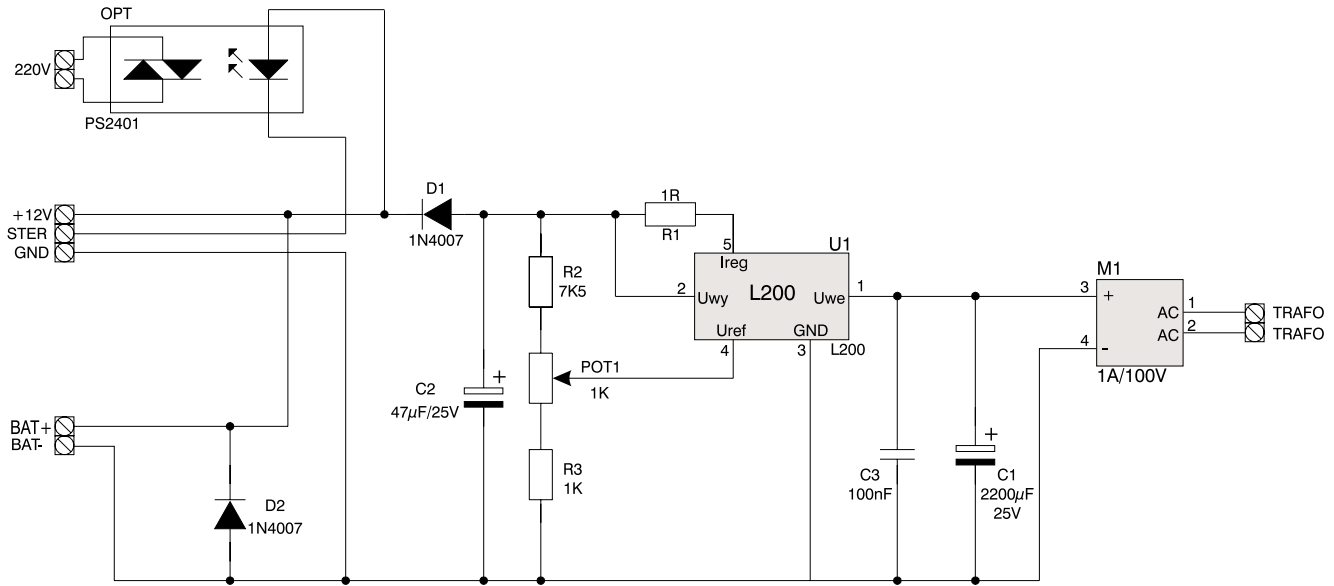 OPT
220V
PS2401
+12V
STER
GND
D1
1N4007
1R
R1
5
Ireg
U1
L200
2
Uwy
Uwe
1
Uref
GND
4
3
L200
R2
7K5
POT1
1K
C2
47µF/25V
+
R3
1K
M1
3
+
AC
1
AC
2
4
-
1A/100V
TRAFO
TRAFO
BAT+
BAT-
D2
1N4007
C3
100nF
+
C1
2200µF
25V